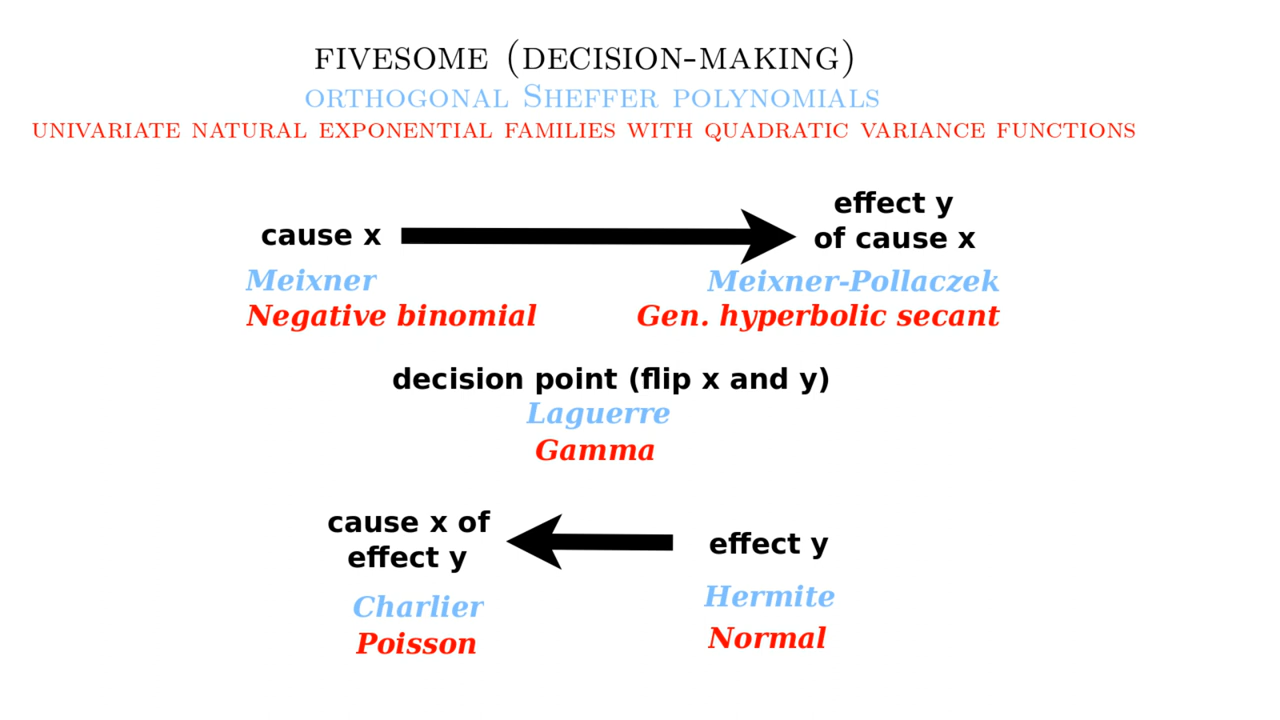 FIVESOME (DECISION-MAKING)
ORTHOGONAL SHEFFER POLYNOMIALS
UNIVARIATE NATURAL EXPONENTIAL FAMILIES WITH QUADRATIC VARIANCE FUNCTIONS
cause x
effect y
of cause x
Meixner
Meixner-Pollaczek
Negative binomial
Gen. hyperbolic secant
decision point (flip x and y)
Laguerre
Gamma
cause x of
effect y
effect y
Charlier
Hermite
Poisson
Normal